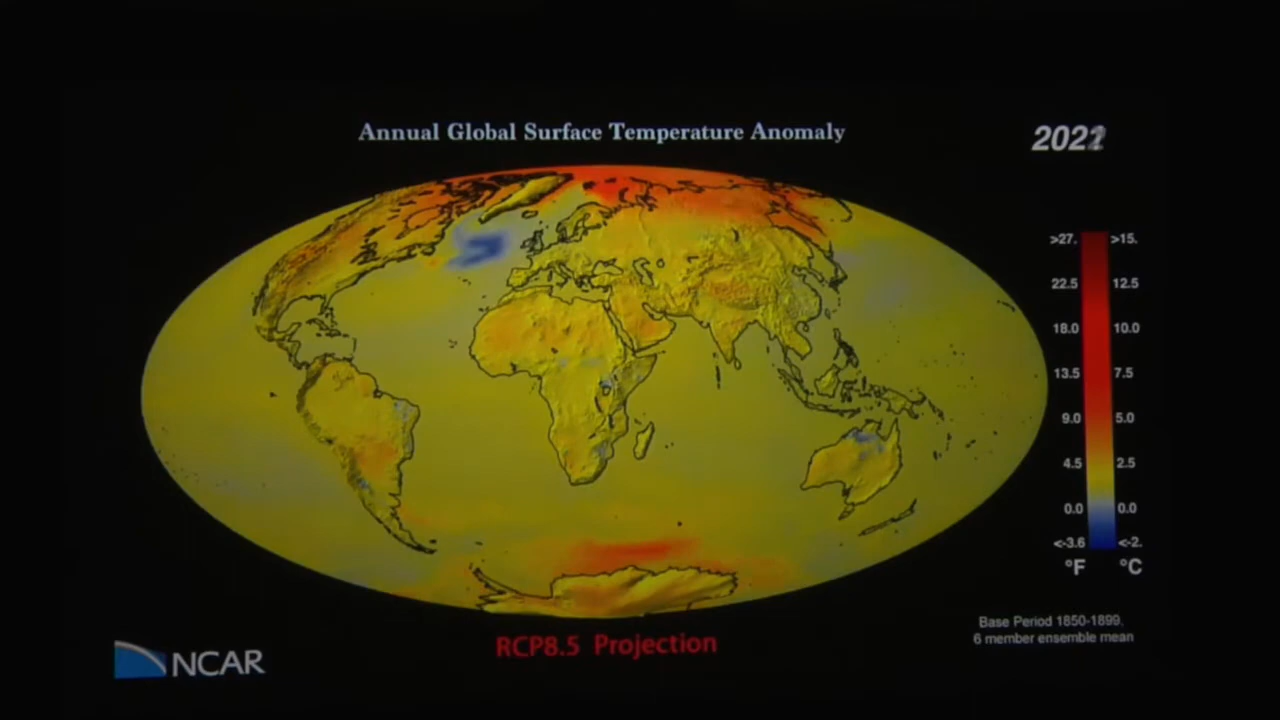 Annual Global Surface Temperature Anomaly
>27. >15.
22.5 12.5
18.0 10.0
13.5 7.5
9.0 5.0
4.5 2.5
0.0 0.0
<-3.6 <-2.
°F °C
Base Period 1850-1899,
6 member ensemble mean
RCP8.5 Projection
NCAR